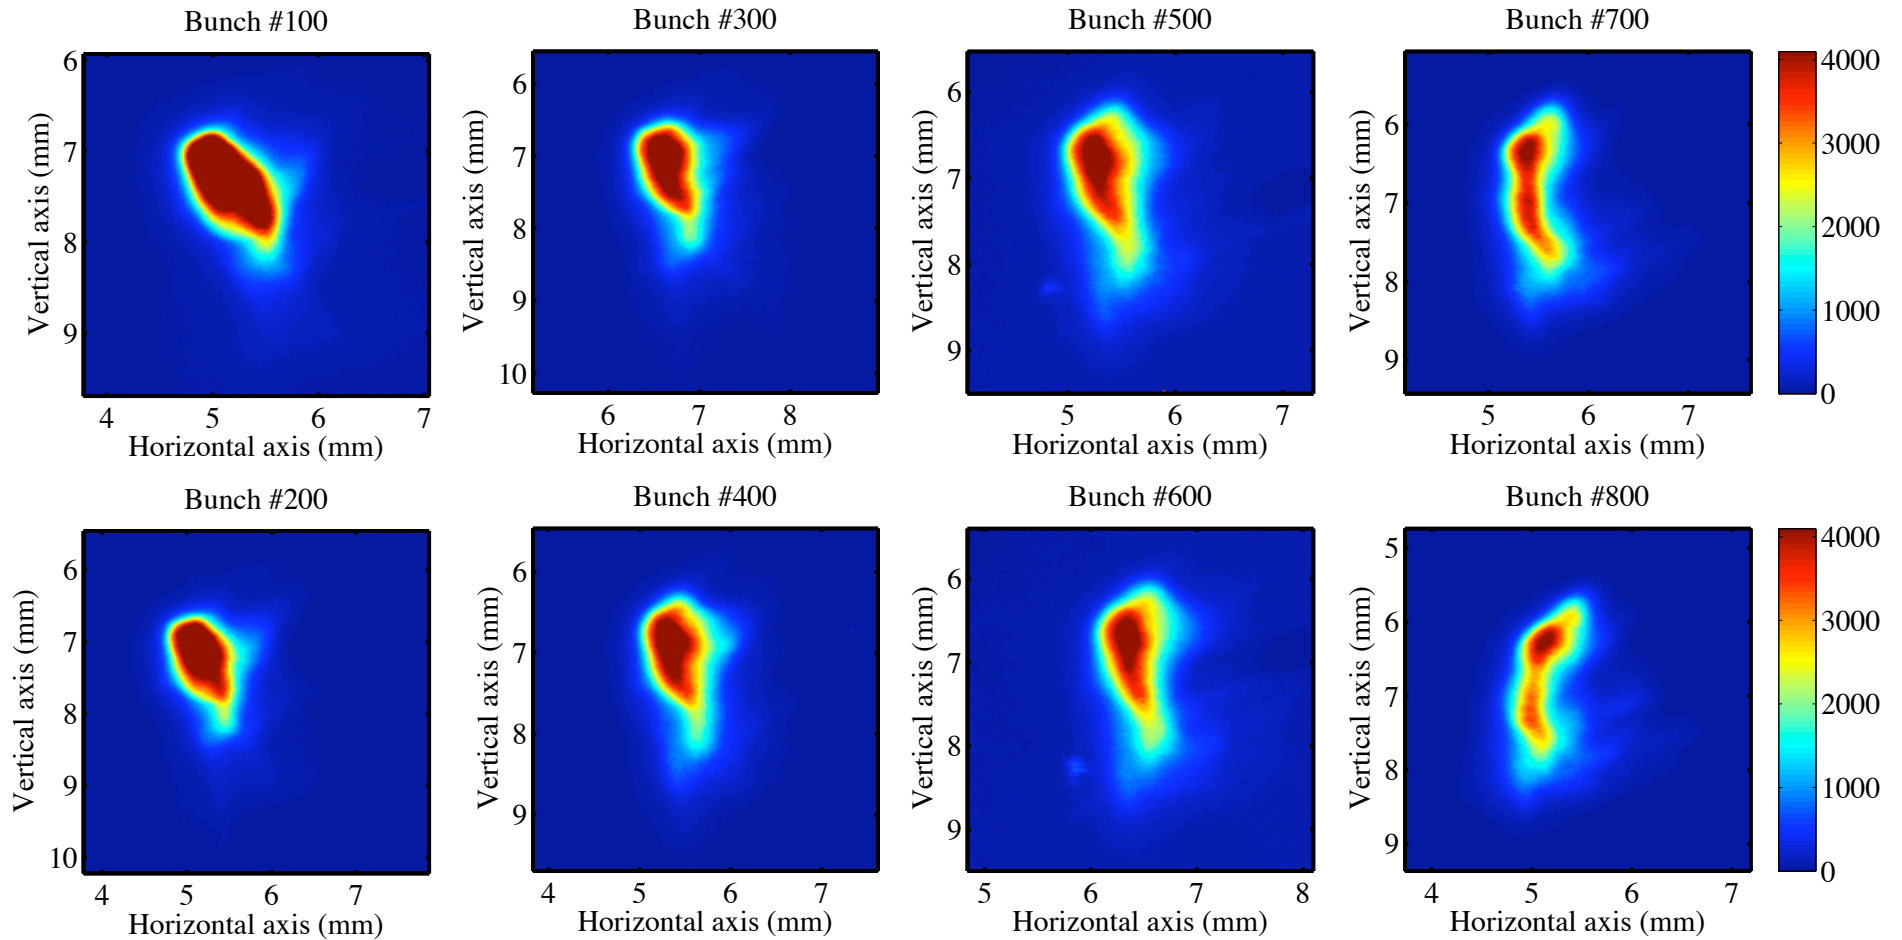 Bunch #100
Vertical axis (mm)
6
7
8
9
4 5 6 7
Horizontal axis (mm)
Bunch #300
Vertical axis (mm)
6
7
8
9
10
6 7 8
Horizontal axis (mm)
Bunch #500
Vertical axis (mm)
6
7
8
9
5 6 7
Horizontal axis (mm)
Bunch #700
Vertical axis (mm)
6
7
8
9
5 6 7
Horizontal axis (mm)
4000
3000
2000
1000
0
Bunch #200
Vertical axis (mm)
6
7
8
9
10
4 5 6 7
Horizontal axis (mm)
Bunch #400
Vertical axis (mm)
6
7
8
9
4 5 6 7
Horizontal axis (mm)
Bunch #600
Vertical axis (mm)
6
7
8
9
5 6 7 8
Horizontal axis (mm)
Bunch #800
Vertical axis (mm)
5
6
7
8
9
4 5 6 7
Horizontal axis (mm)
4000
3000
2000
1000
0